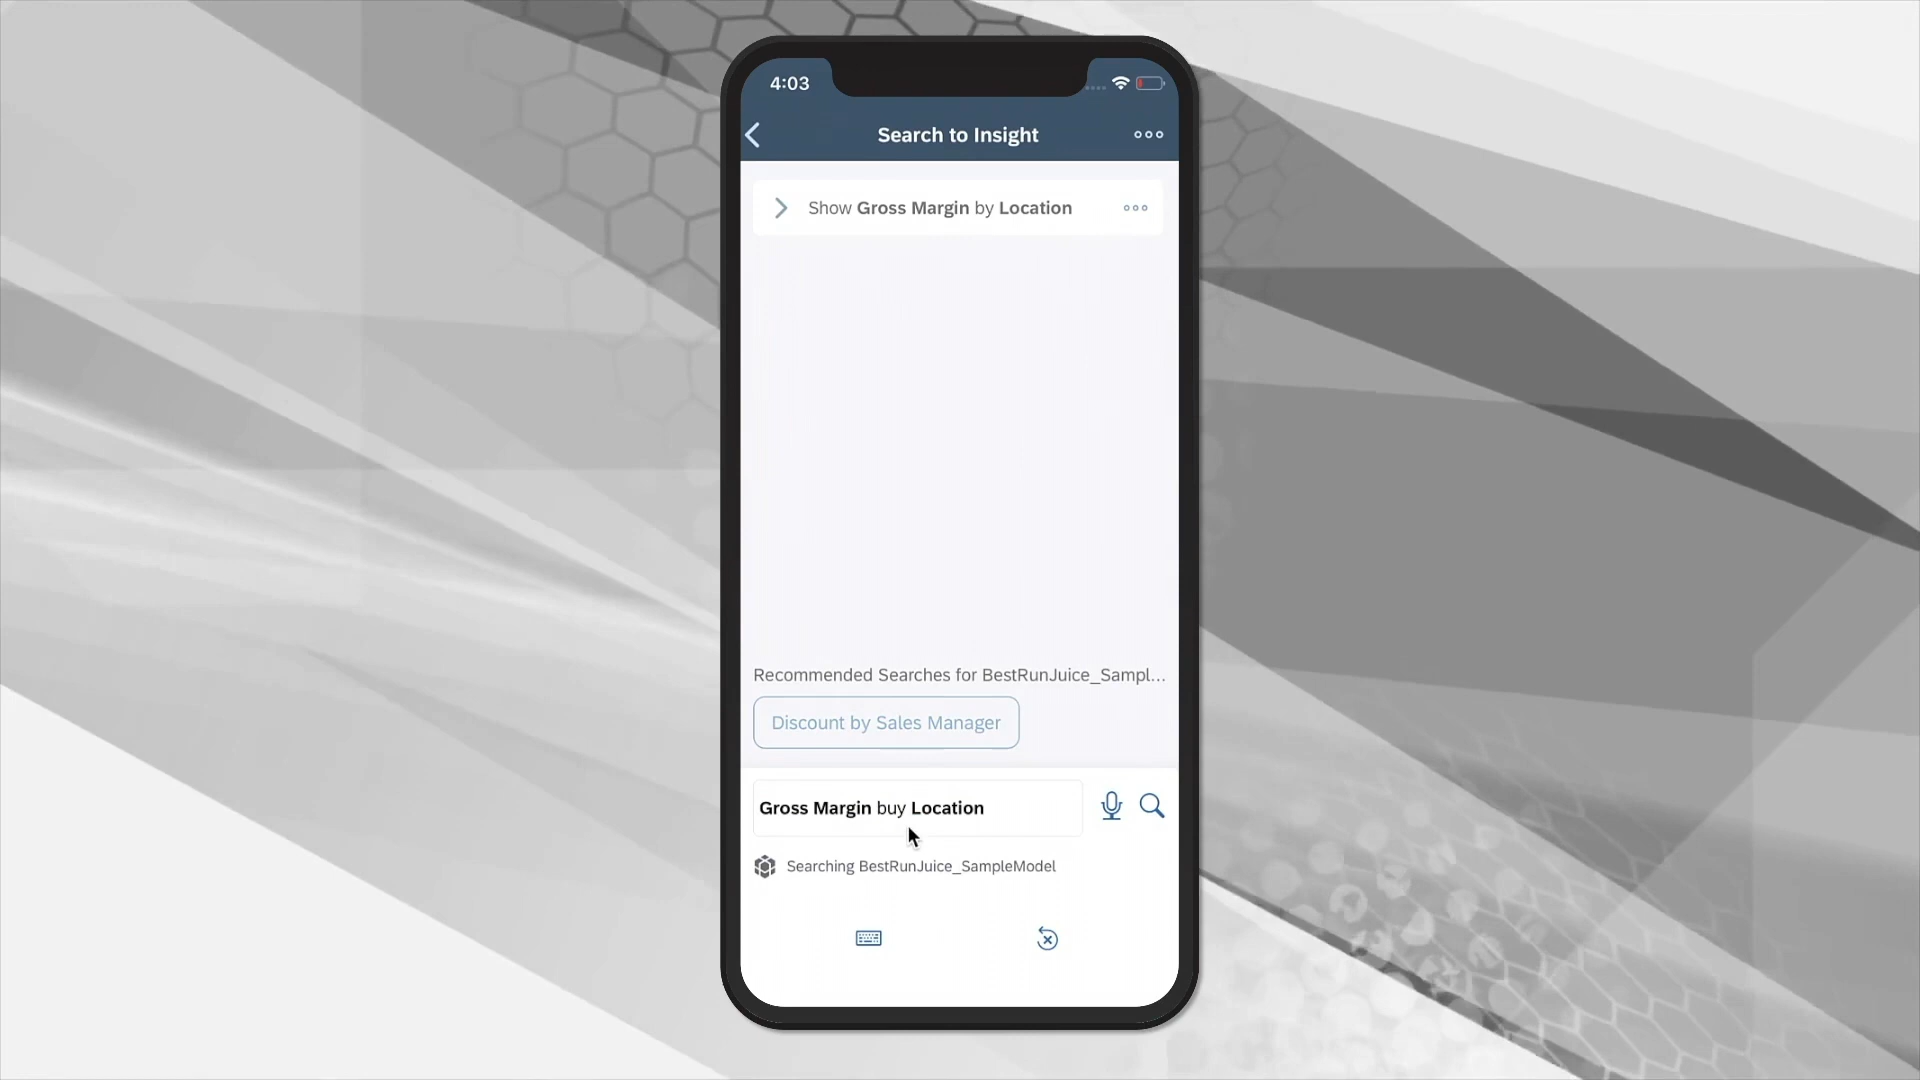 4:03
Search to Insight
Show Gross Margin by Location
Recommended Searches for BestRunJuice_Sampl...
Discount by Sales Manager
Gross Margin buy Location
Searching BestRunJuice_SampleModel